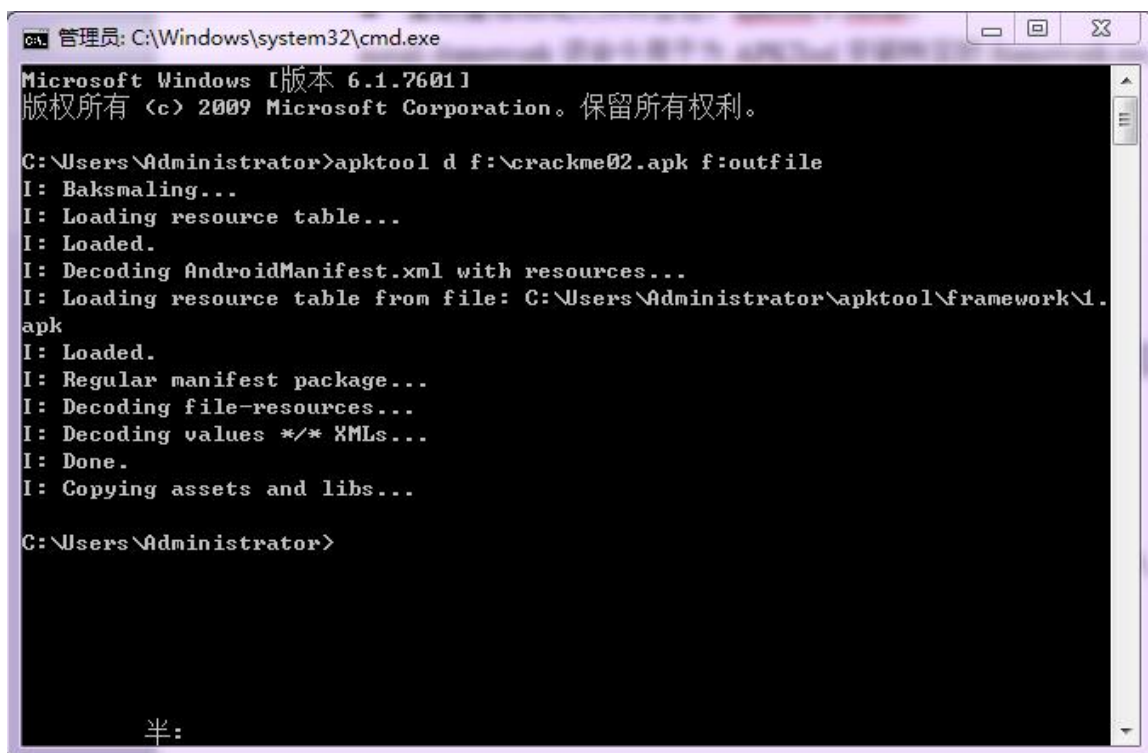 管理员: C:\Windows\system32\cmd.exe
Microsoft Windows [版本 6.1.7601]
版权所有 (c) 2009 Microsoft Corporation。保留所有权利。
C:\Users\Administrator>apktool d f:\crackme02.apk f:outfile
I: Baksmaling...
I: Loading resource table...
I: Loaded.
I: Decoding AndroidManifest.xml with resources...
I: Loading resource table from file: C:\Users\Administrator\apktool\framework\1.
apk
I: Loaded.
I: Regular manifest package...
I: Decoding file-resources...
I: Decoding values */* XMLs...
I: Done.
I: Copying assets and libs...
C:\Users\Administrator>
半: